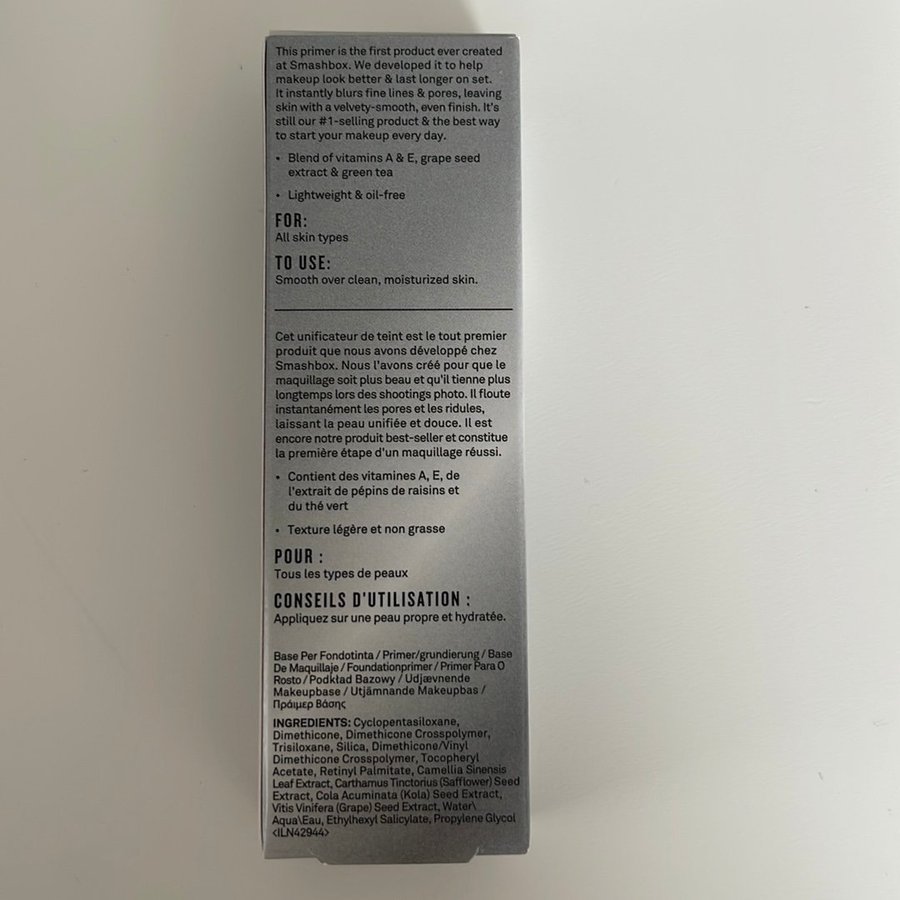 This primer is the first product ever created
at Smashbox. We developed it to help
makeup look better & last longer on set.
It instantly blurs fine lines & pores, leaving
skin with a velvety-smooth, even finish. It's
still our #1-selling product & the best way
to start your makeup every day.
• Blend of vitamins A & E, grape seed
extract & green tea
• Lightweight & oil-free
FOR:
All skin types
TO USE:
Smooth over clean, moisturized skin.
Cet unificateur de teint est le tout premier
produit que nous avons développé chez
Smashbox. Nous l'avons créé pour que le
maquillage soit plus beau et qu'il tienne plus
longtemps lors des shootings photo. Il floute
instantanément les pores et les ridules,
laissant la peau unifiée et douce. Il est
encore notre produit best-seller et constitue
la première étape d'un maquillage réussi.
• Contient des vitamines A, E, de
l'extrait de pépins de raisins et
du thé vert
• Texture légère et non grasse
POUR :
Tous les types de peaux
CONSEILS D'UTILISATION :
Appliquez sur une peau propre et hydratée.
Base Per Fondotinta / Primer/grundierung / Base
De Maquillaje / Foundationprimer / Primer Para O
Rosto / Podkład Bazowy / Udjævnende
Makeupbase / Utjämnande Makeupbas /
Πράιμερ Βάσης
INGREDIENTS: Cyclopentasiloxane,
Dimethicone, Dimethicone Crosspolymer,
Trisiloxane, Silica, Dimethicone/Vinyl
Dimethicone Crosspolymer, Tocopheryl
Acetate, Retinyl Palmitate, Camellia Sinensis
Leaf Extract, Carthamus Tinctorius (Safflower) Seed
Extract, Cola Acuminata (Kola) Seed Extract,
Vitis Vinifera (Grape) Seed Extract, Water\
Aqua\Eau, Ethylhexyl Salicylate, Propylene Glycol
<ILN42944>